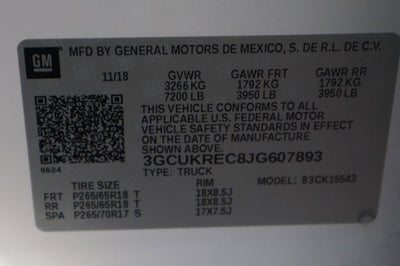 GM MFD BY GENERAL MOTORS DE MEXICO, S. DE R.L. DE C.V.
11/18 GVWR GAWR FRT GAWR RR
3266 KG 1792 KG 1792 KG
7200 LB 3950 LB 3950 LB
THIS VEHICLE CONFORMS TO ALL
APPLICABLE U.S. FEDERAL MOTOR
VEHICLE SAFETY STANDARDS IN EFFECT ON
THE DATE OF MANUFACTURE SHOWN ABOVE.
3GCUKREC8JG607893
8624 TYPE: TRUCK MODEL: 83CK15543
TIRE SIZE RIM
FRT P265/65R18 T 18X8.5J
RR P265/65R18 T 18X8.5J
SPA P265/70R17 S 17X7.5J